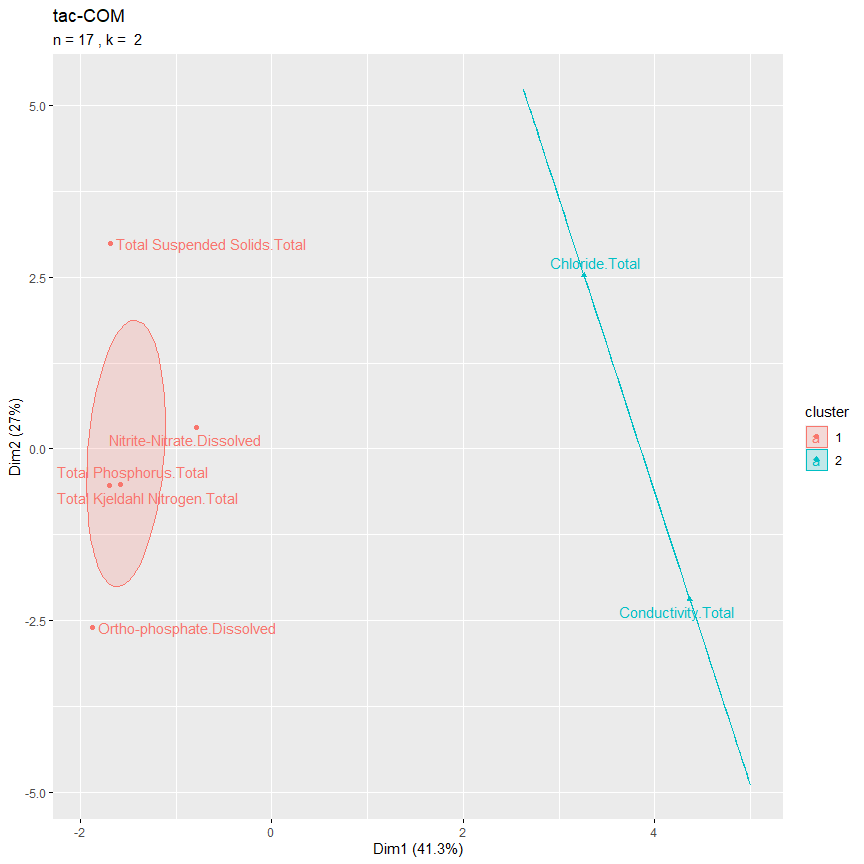 tac-COM
n = 17 , k =  2
5.0
2.5
0.0
-2.5
-5.0
Dim2 (27%)
Total Suspended Solids.Total
Chloride.Total
Nitrite-Nitrate.Dissolved
Total Phosphorus.Total
Total Kjeldahl Nitrogen.Total
Conductivity.Total
Ortho-phosphate.Dissolved
-2
0
2
4
Dim1 (41.3%)
cluster
1
2